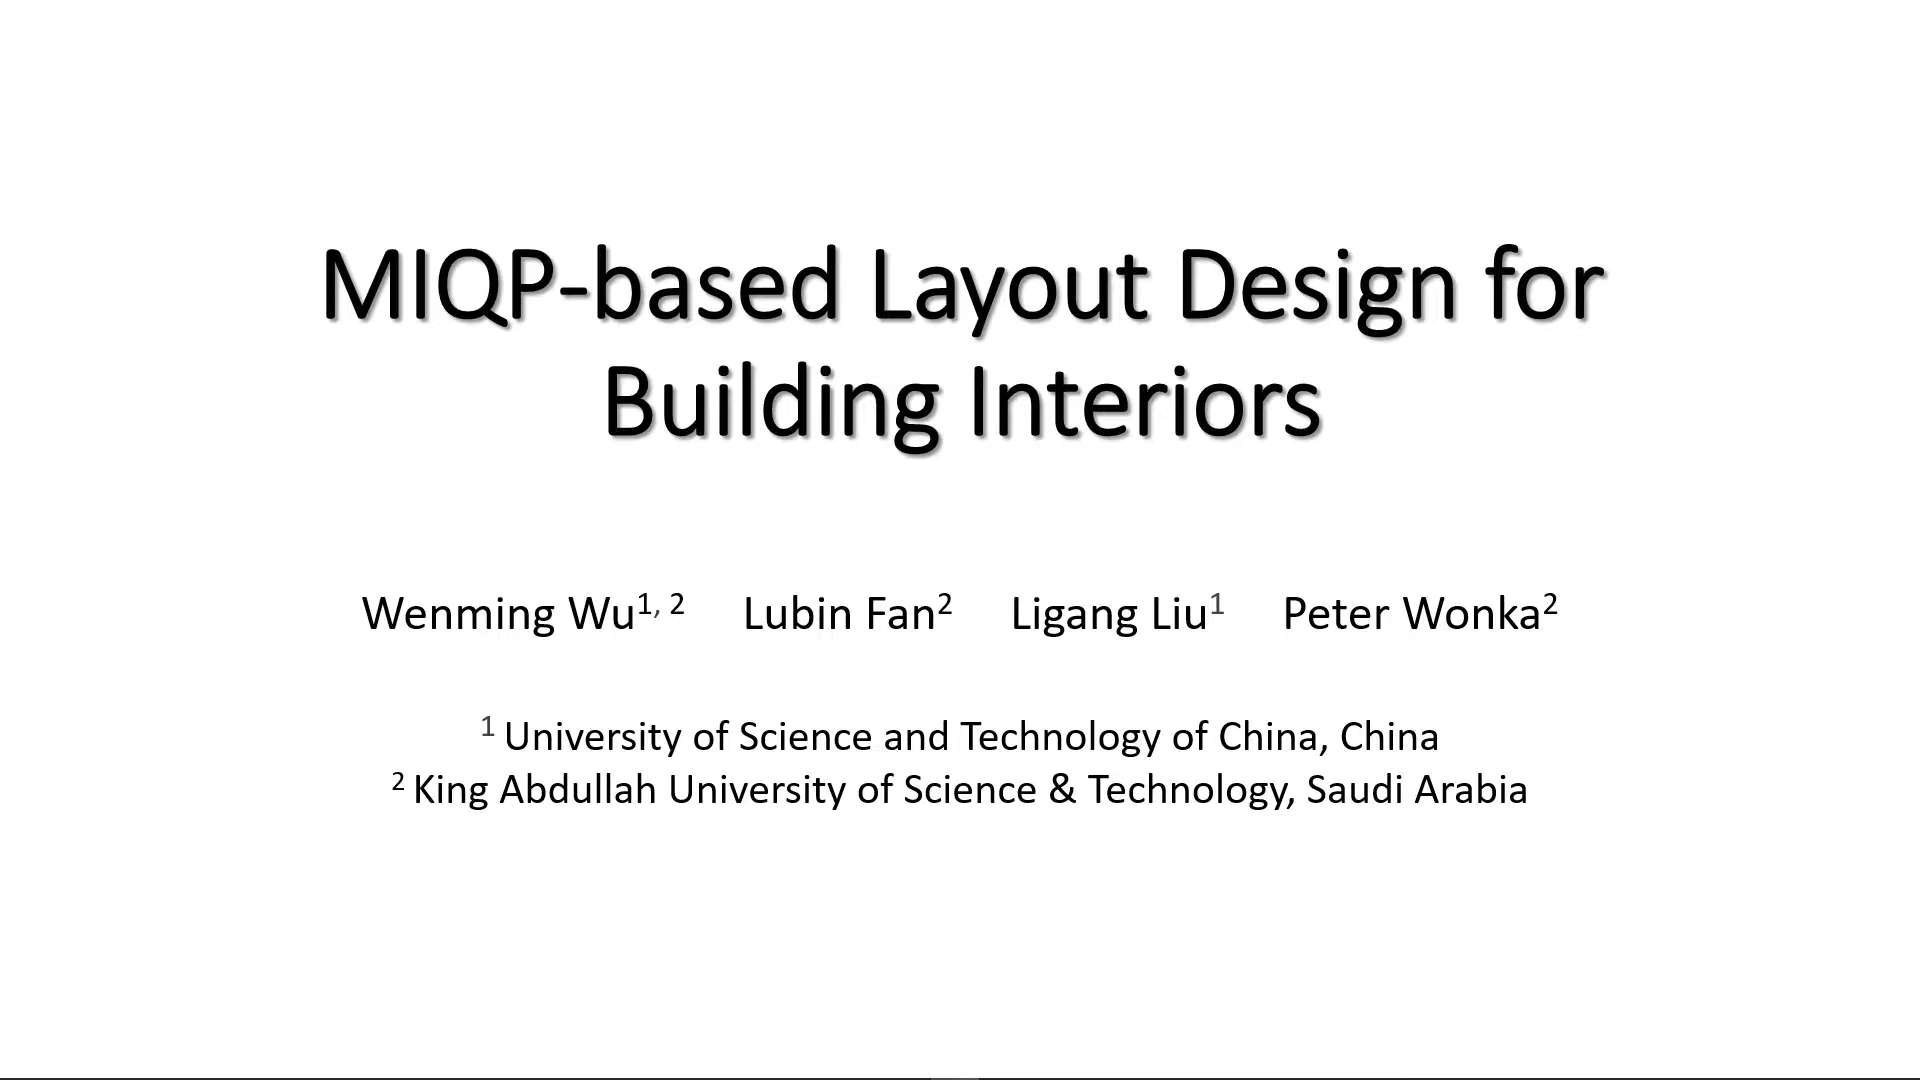 MIQP-based Layout Design for
Building Interiors
Wenming Wu1, 2 Lubin Fan2 Ligang Liu1 Peter Wonka2
1 University of Science and Technology of China, China
2 King Abdullah University of Science & Technology, Saudi Arabia